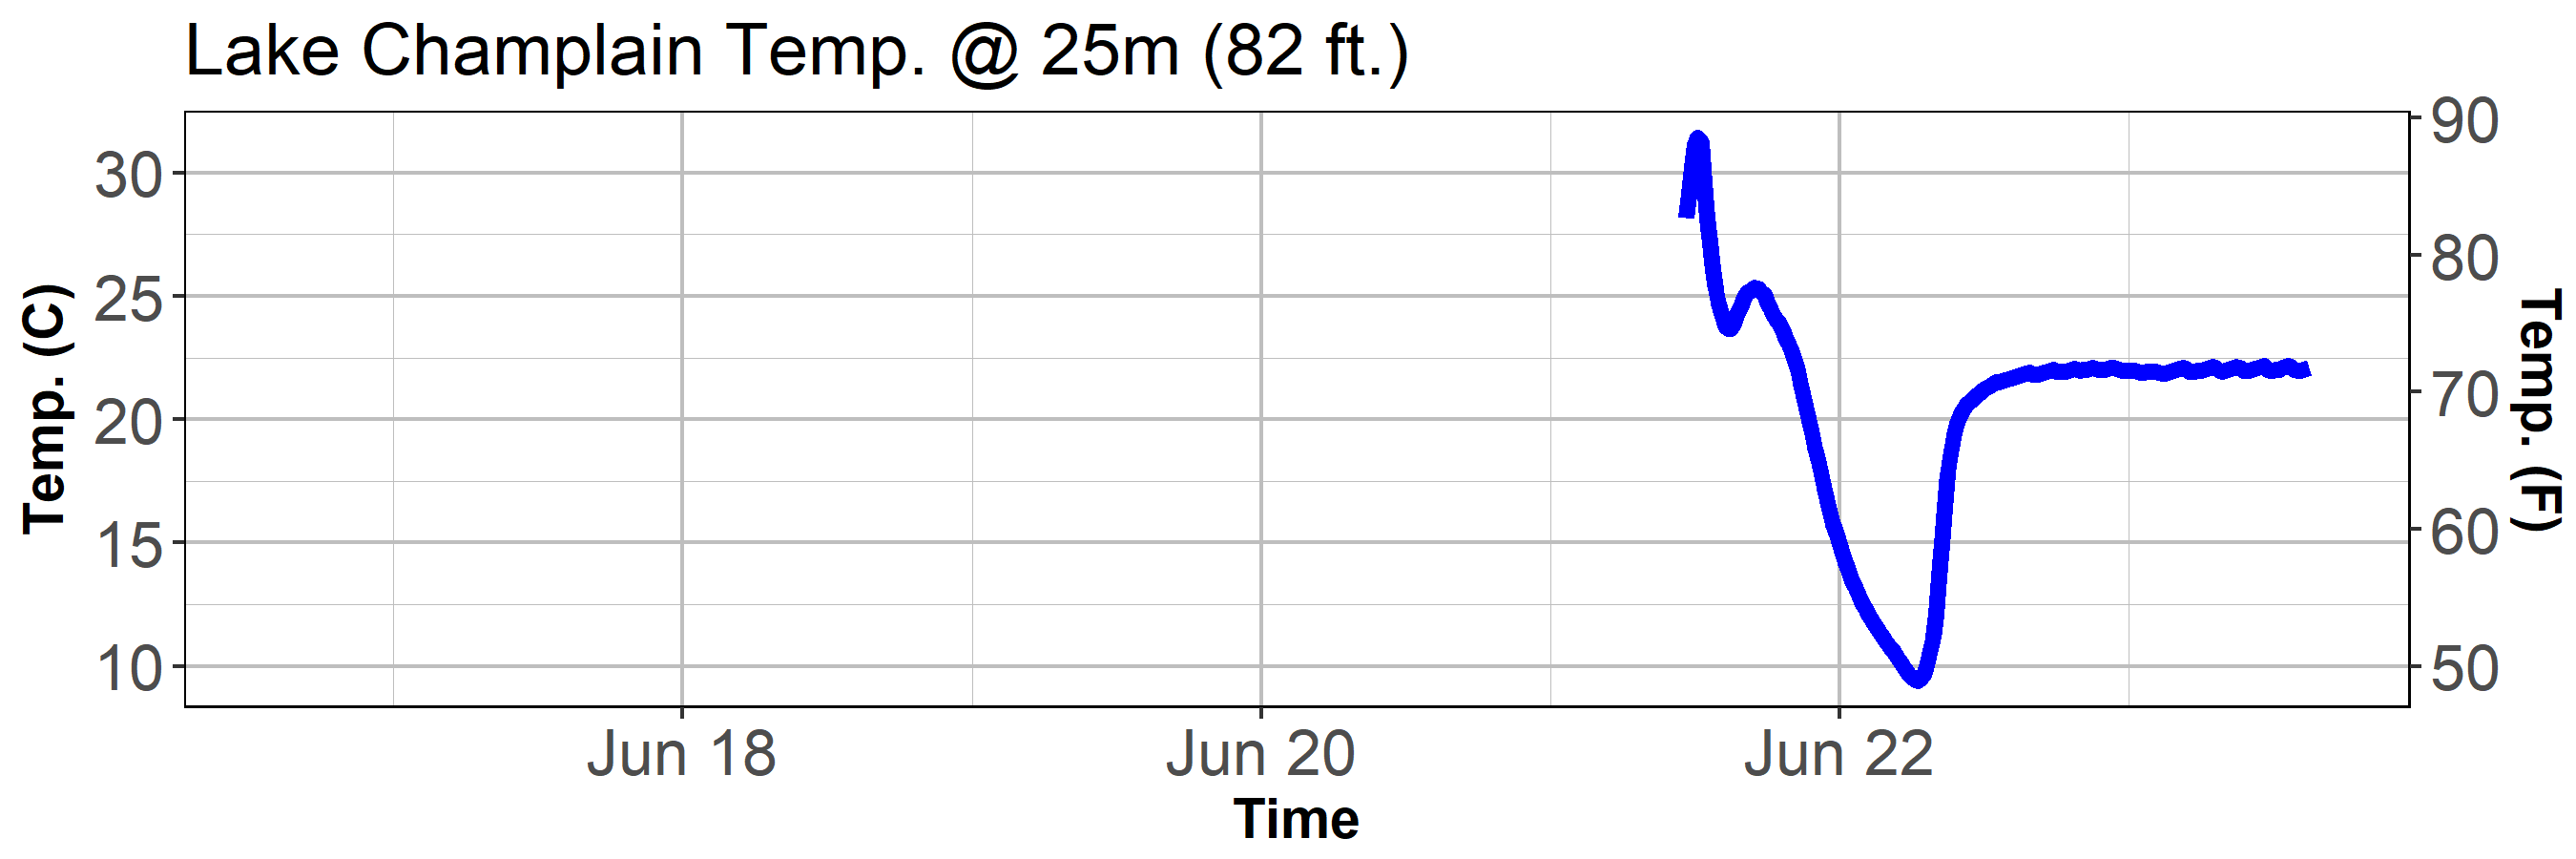 Lake Champlain Temp. @ 25m (82 ft.)
Temp. (C)
30
25
20
15
10
90
80
70
60
50
Temp. (F)
Jun 18
Jun 20
Jun 22
Time